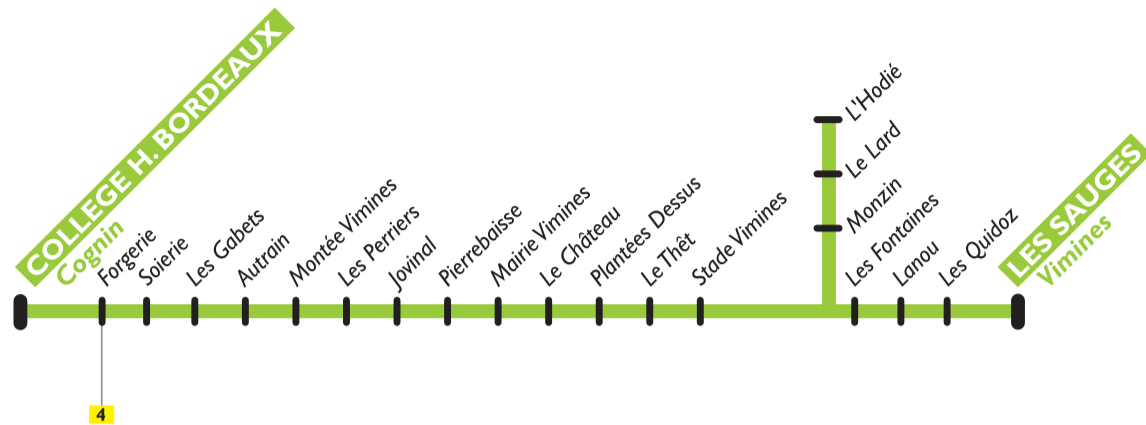 COLLEGE H. BORDEAUX
Cognin
Forgerie
Soierie
Les Gabets
Autrain
Montée Vimines
Les Perriers
Jovinal
Pierrebaisse
Mairie Vimines
Le Château
Plantées Dessus
Le Thêt
Stade Vimines
L'Hodié
Le Lard
Monzin
Les Fontaines
Lanou
Les Quidoz
LES SAUGES
Vimines
4